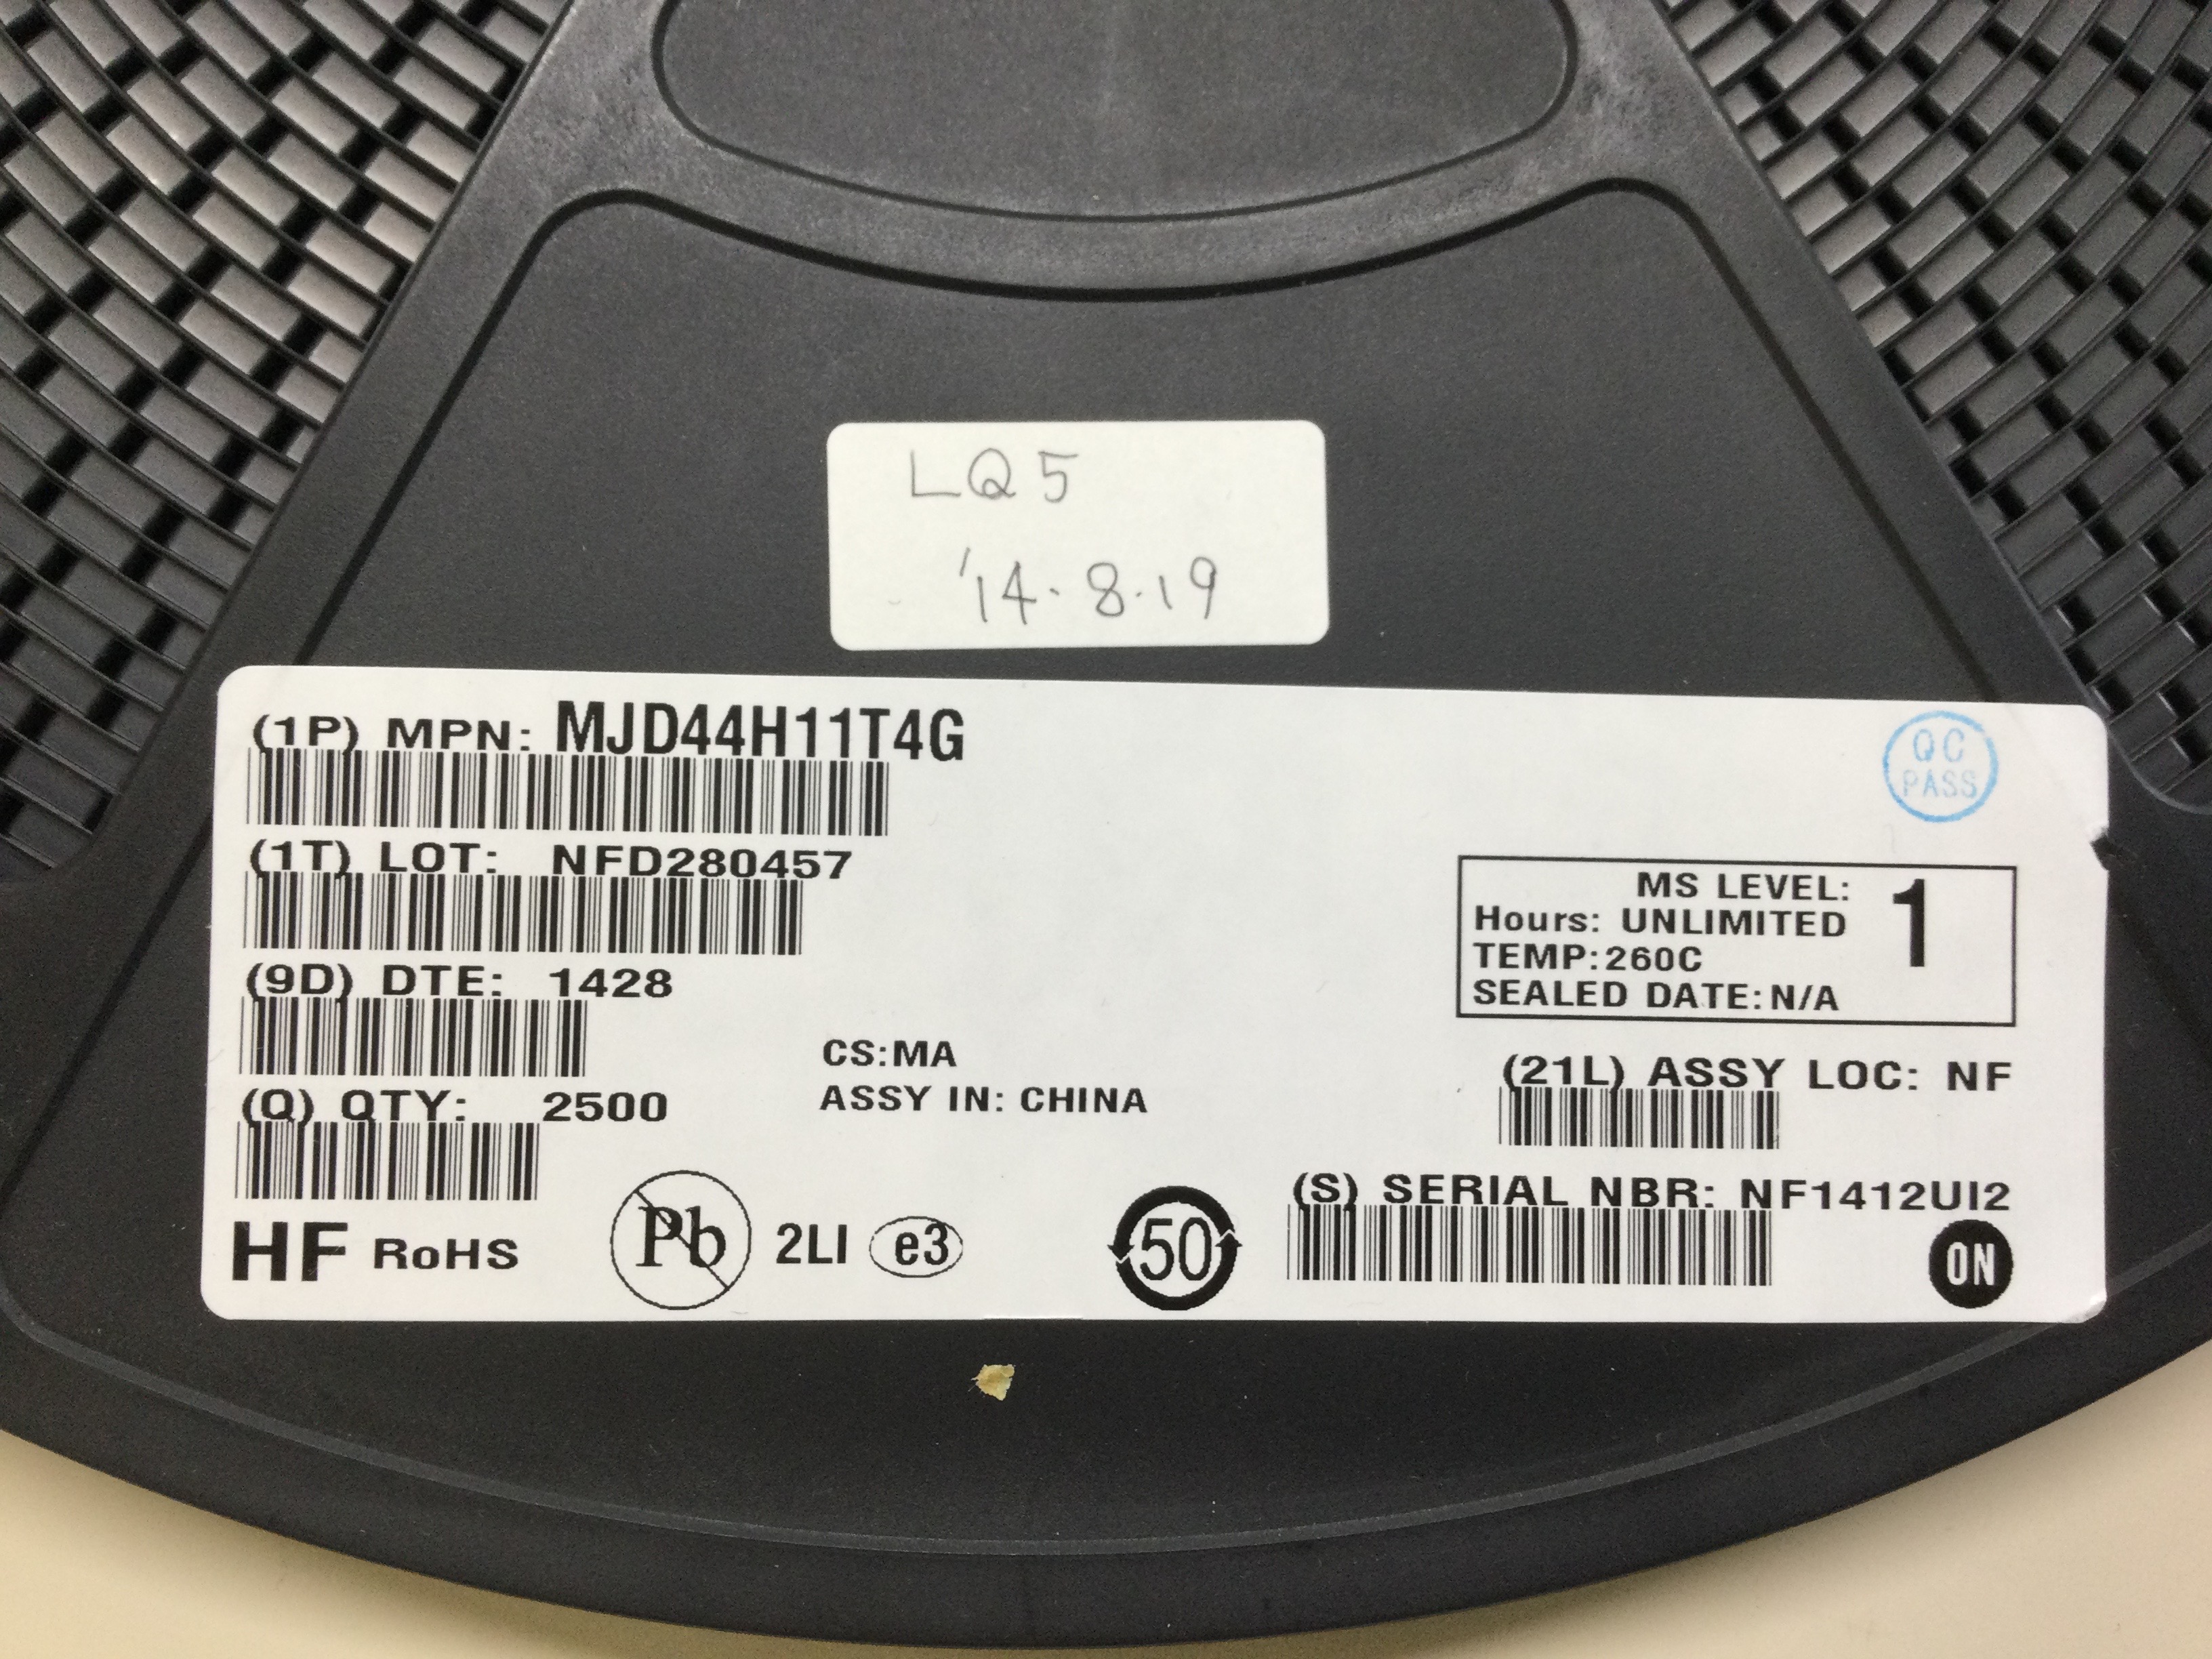 LQ5
'14.8.19
(1P) MPN: MJD44H11T4G
QC
PASS
(1T) LOT: NFD280457
MS LEVEL: 1
Hours: UNLIMITED
TEMP:260C
SEALED DATE:N/A
(9D) DTE: 1428
CS:MA
ASSY IN: CHINA
(21L) ASSY LOC: NF
(Q) QTY: 2500
(S) SERIAL NBR: NF1412UI2
HF RoHS Pb 2LI e3 50 ON